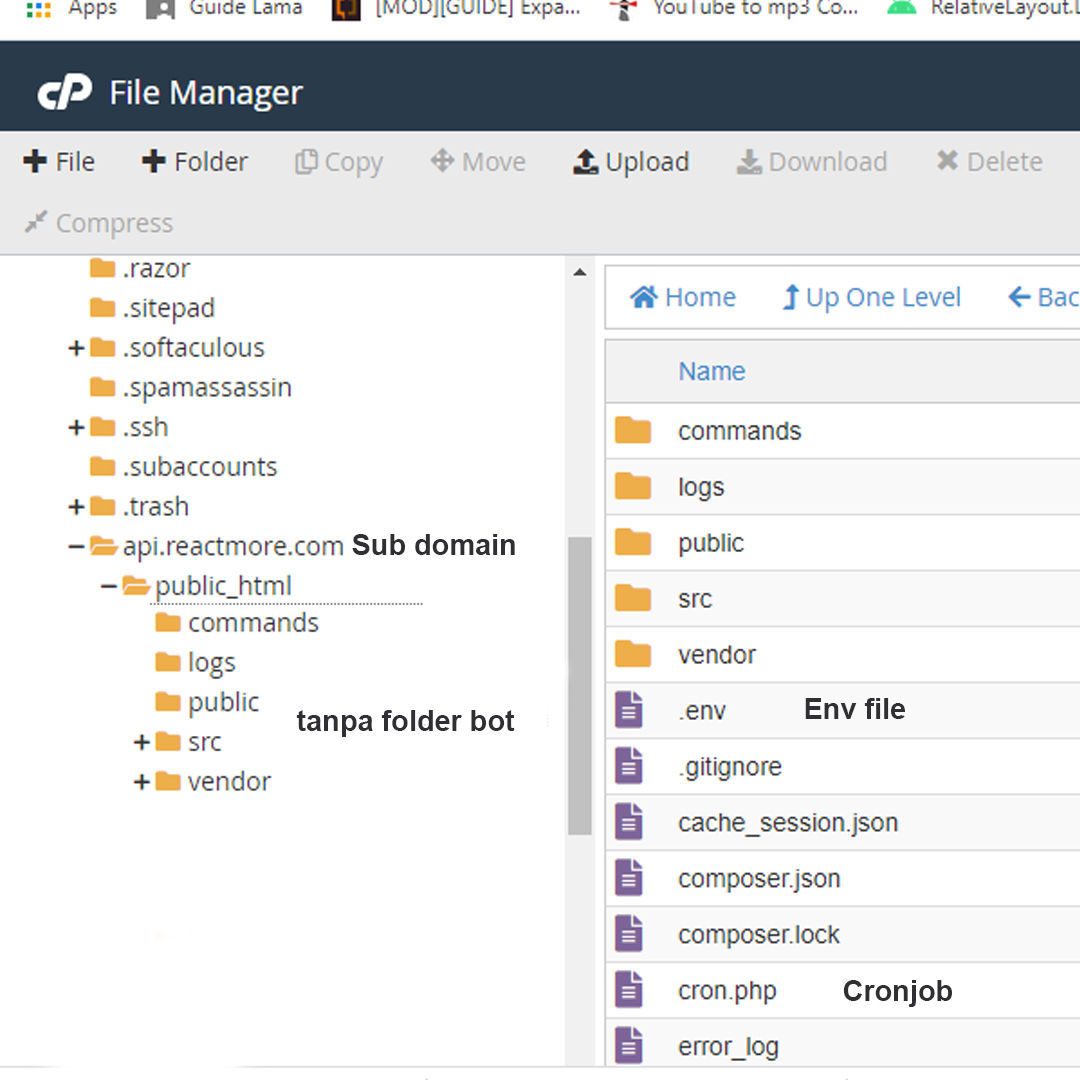 Apps Guide Lama [MOD][GUIDE] Expa... YouTube to mp3 Co... RelativeLayout.L
cP File Manager
File Folder Copy Move Upload Download Delete
Compress
.razor
.sitepad
.softaculous
.spamassassin
.ssh
.subaccounts
.trash
api.reactmore.com Sub domain
public_html
commands
logs
public
tanpa folder bot
src
vendor
Home Up One Level Bac
Name
commands
logs
public
src
vendor
.env Env file
.gitignore
cache_session.json
composer.json
composer.lock
cron.php Cronjob
error_log